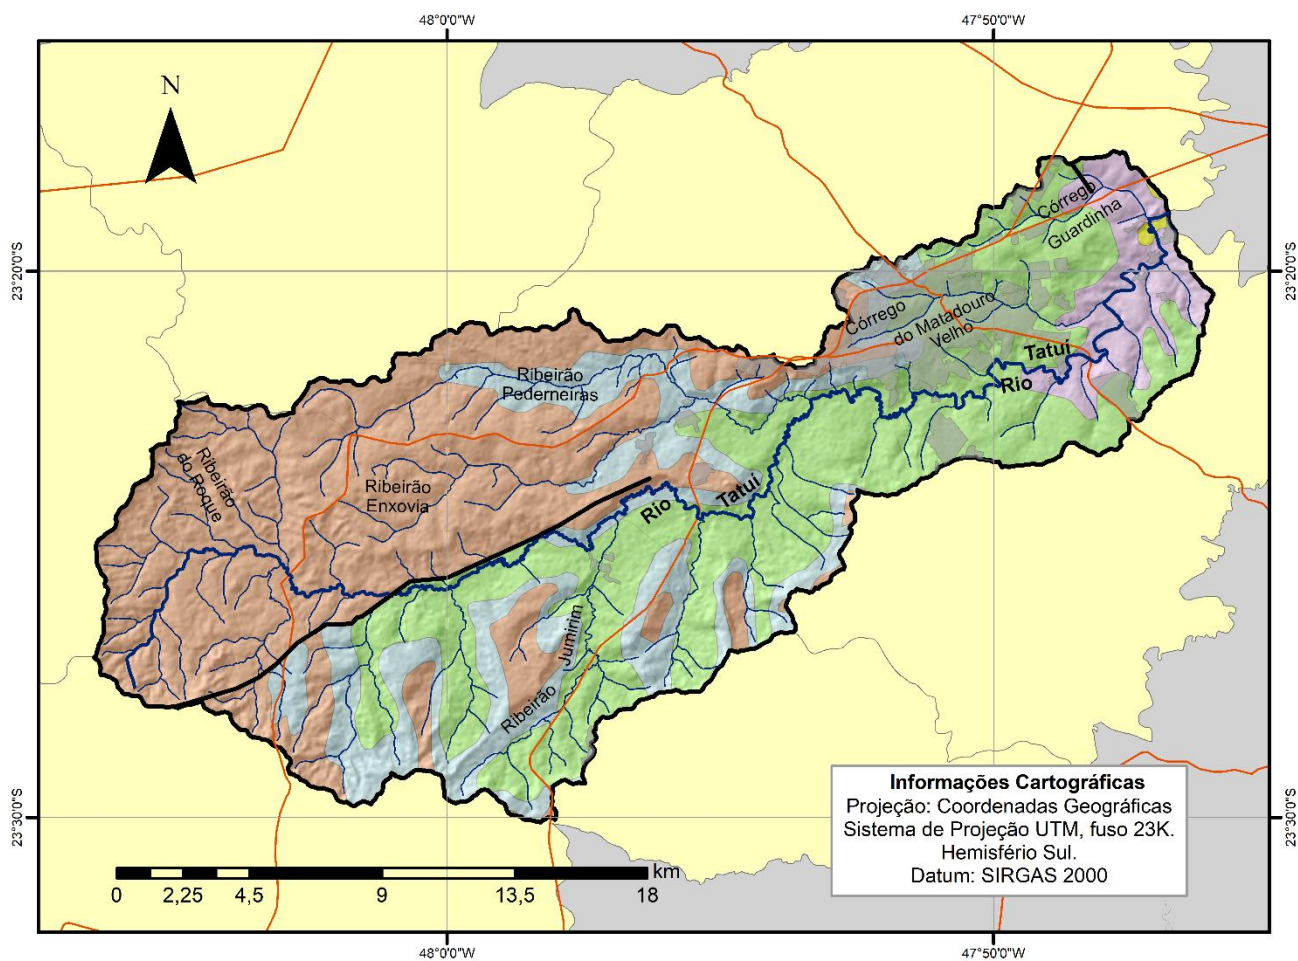 48°0'0"W
47°50'0"W
N
Córrego
Guardinha
23°20'0"S
23°20'0"S
Córrego
do Matadouro
Velho
Tatuí
Rio
Ribeirão
Pederneiras
Ribeirão
do Roque
Ribeirão
Enxovia
Rio
Tatuí
Jumirim
Ribeirão
Informações Cartográficas
Projeção: Coordenadas Geográficas
Sistema de Projeção UTM, fuso 23K.
Hemisfério Sul.
Datum: SIRGAS 2000
23°30'0"S
23°30'0"S
km
0 2,25 4,5 9 13,5 18
48°0'0"W
47°50'0"W